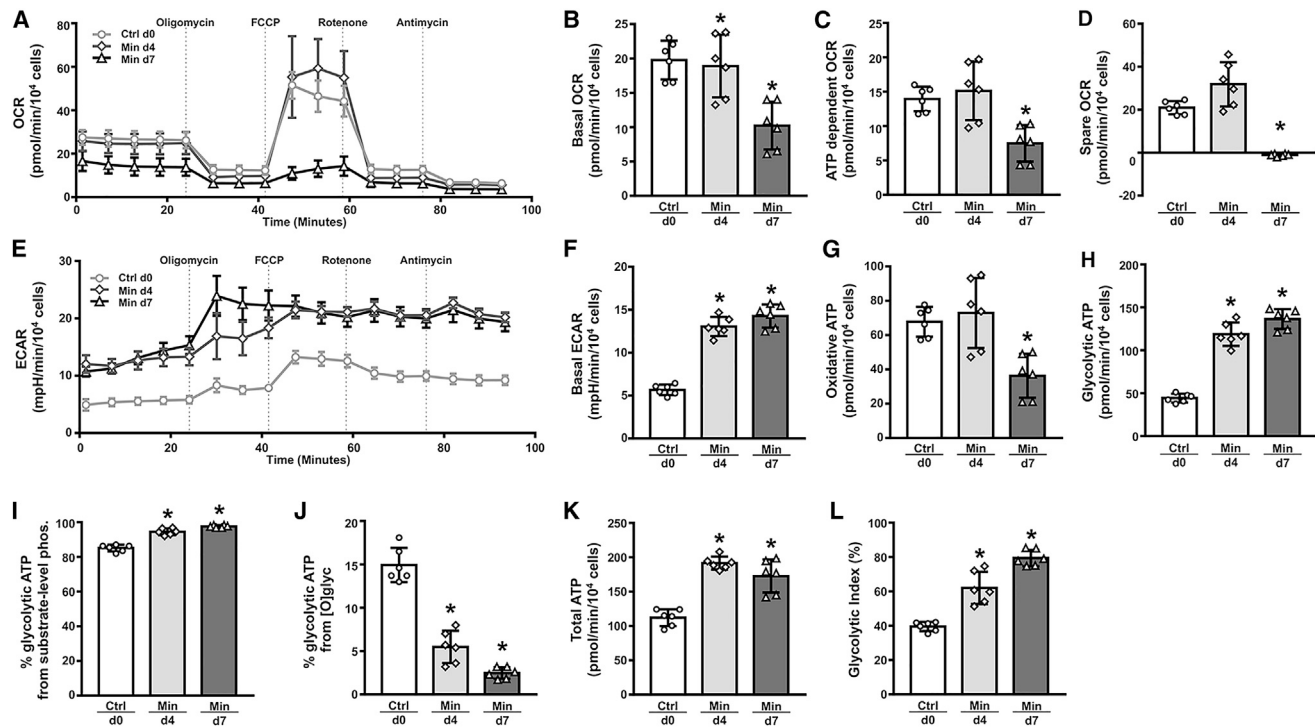 A
OCR
(pmol/min/10⁴ cells)
80
60
40
20
0
Oligomycin
FCCP
Rotenone
Antimycin
Ctrl d0
Min d4
Min d7
0
20
40
60
80
100
Time (Minutes)
B
Basal OCR
(pmol/min/10⁴ cells)
25
20
15
10
5
0
*
*
Ctrl Min Min
d0 d4 d7
C
ATP dependent OCR
(pmol/min/10⁴ cells)
25
20
15
10
5
0
*
Ctrl Min Min
d0 d4 d7
D
Spare OCR
(pmol/min/10⁴ cells)
60
40
20
0
-20
*
Ctrl Min Min
d0 d4 d7
E
ECAR
(mpH/min/10⁴ cells)
30
20
10
0
Oligomycin
FCCP
Rotenone
Antimycin
Ctrl d0
Min d4
Min d7
0
20
40
60
80
100
Time (Minutes)
F
Basal ECAR
(mpH/min/10⁴ cells)
15
10
5
0
*
*
Ctrl Min Min
d0 d4 d7
G
Oxidative ATP
(pmol/min/10⁴ cells)
100
80
60
40
20
0
*
Ctrl Min Min
d0 d4 d7
H
Glycolytic ATP
(pmol/min/10⁴ cells)
200
150
100
50
0
*
*
Ctrl Min Min
d0 d4 d7
I
% glycolytic ATP
from substrate-level phos.
100
80
60
40
20
0
*
*
Ctrl Min Min
d0 d4 d7
J
% glycolytic ATP
from [O]glyc
20
15
10
5
0
*
*
Ctrl Min Min
d0 d4 d7
K
Total ATP
(pmol/min/10⁴ cells)
250
200
150
100
50
0
*
*
Ctrl Min Min
d0 d4 d7
L
Glycolytic Index (%)
100
80
60
40
20
0
*
*
Ctrl Min Min
d0 d4 d7